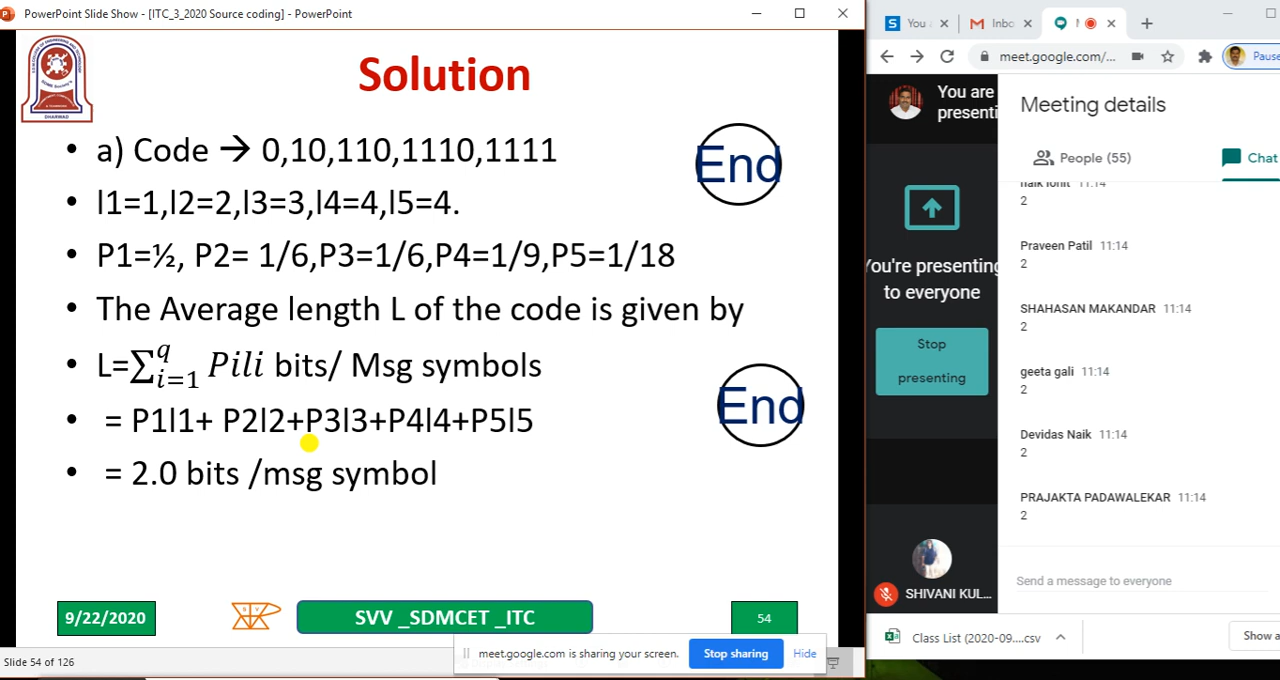 PowerPoint Slide Show - [ITC_3_2020 Source coding] - PowerPoint
Solution
DHARWAD
• a) Code → 0,10,110,1110,1111
End
• l1=1,l2=2,l3=3,l4=4,l5=4.
• P1=½, P2= 1/6,P3=1/6,P4=1/9,P5=1/18
• The Average length L of the code is given by
• L=∑_{i=1}^{q} Pili bits/ Msg symbols
End
• = P1l1+ P2l2+P3l3+P4l4+P5l5
• = 2.0 bits /msg symbol
9/22/2020
SVV _SDMCET _ITC
54
Slide 54 of 126
meet.google.com is sharing your screen.
Stop sharing
Hide
You
Inbo
meet.google.com/...
Pause
You are
presenti
You're presenting
to everyone
Stop
presenting
SHIVANI KUL...
Meeting details
People (55)
Chat
naik rohit 11:14
2
Praveen Patil 11:14
2
SHAHASAN MAKANDAR 11:14
2
geeta gali 11:14
2
Devidas Naik 11:14
2
PRAJAKTA PADAWALEKAR 11:14
2
Send a message to everyone
Class List (2020-09....csv
Show a